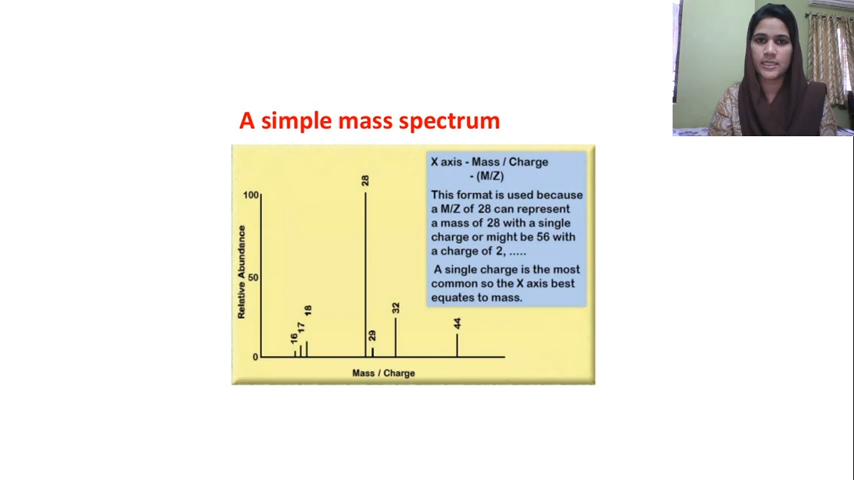 A simple mass spectrum
X axis - Mass / Charge
- (M/Z)
This format is used because
a M/Z of 28 can represent
a mass of 28 with a single
charge or might be 56 with
a charge of 2, .....
A single charge is the most
common so the X axis best
equates to mass.
Relative Abundance
100
50
0
16
17
18
28
29
32
44
Mass / Charge